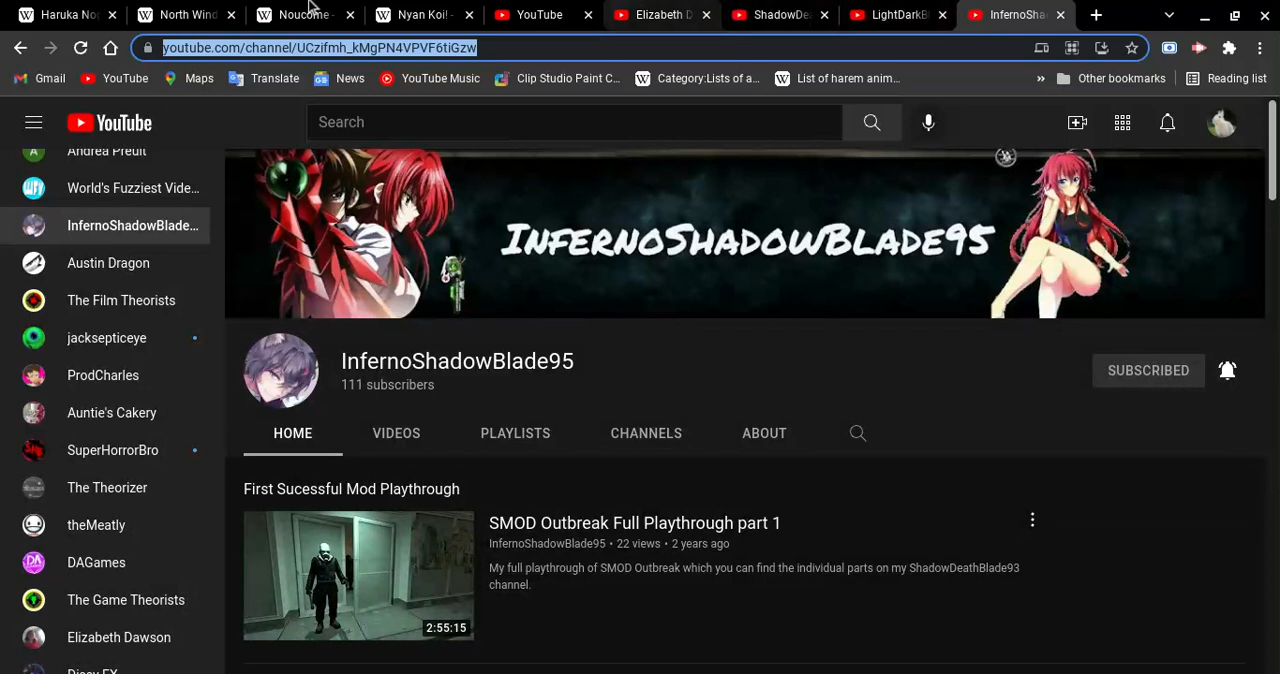 Haruka No
North Wind
Noucome -
Nyan Koi! -
YouTube
Elizabeth D
ShadowDea
LightDarkBl
InfernoSha
youtube.com/channel/UCzifmh_kMgPN4VPVF6tiGzw
Gmail
YouTube
Maps
Translate
News
YouTube Music
Clip Studio Paint C...
Category:Lists of a...
List of harem anim...
»
Other bookmarks
Reading list
YouTube
Search
Andrea Preuit
World's Fuzziest Vide...
InfernoShadowBlade...
Austin Dragon
The Film Theorists
jacksepticeye
ProdCharles
Auntie's Cakery
SuperHorrorBro
The Theorizer
theMeatly
DAGames
The Game Theorists
Elizabeth Dawson
InfernoShadowBlade95
InfernoShadowBlade95
111 subscribers
SUBSCRIBED
HOME
VIDEOS
PLAYLISTS
CHANNELS
ABOUT
First Sucessful Mod Playthrough
SMOD Outbreak Full Playthrough part 1
InfernoShadowBlade95 • 22 views • 2 years ago
My full playthrough of SMOD Outbreak which you can find the individual parts on my ShadowDeathBlade93
channel.
2:55:15